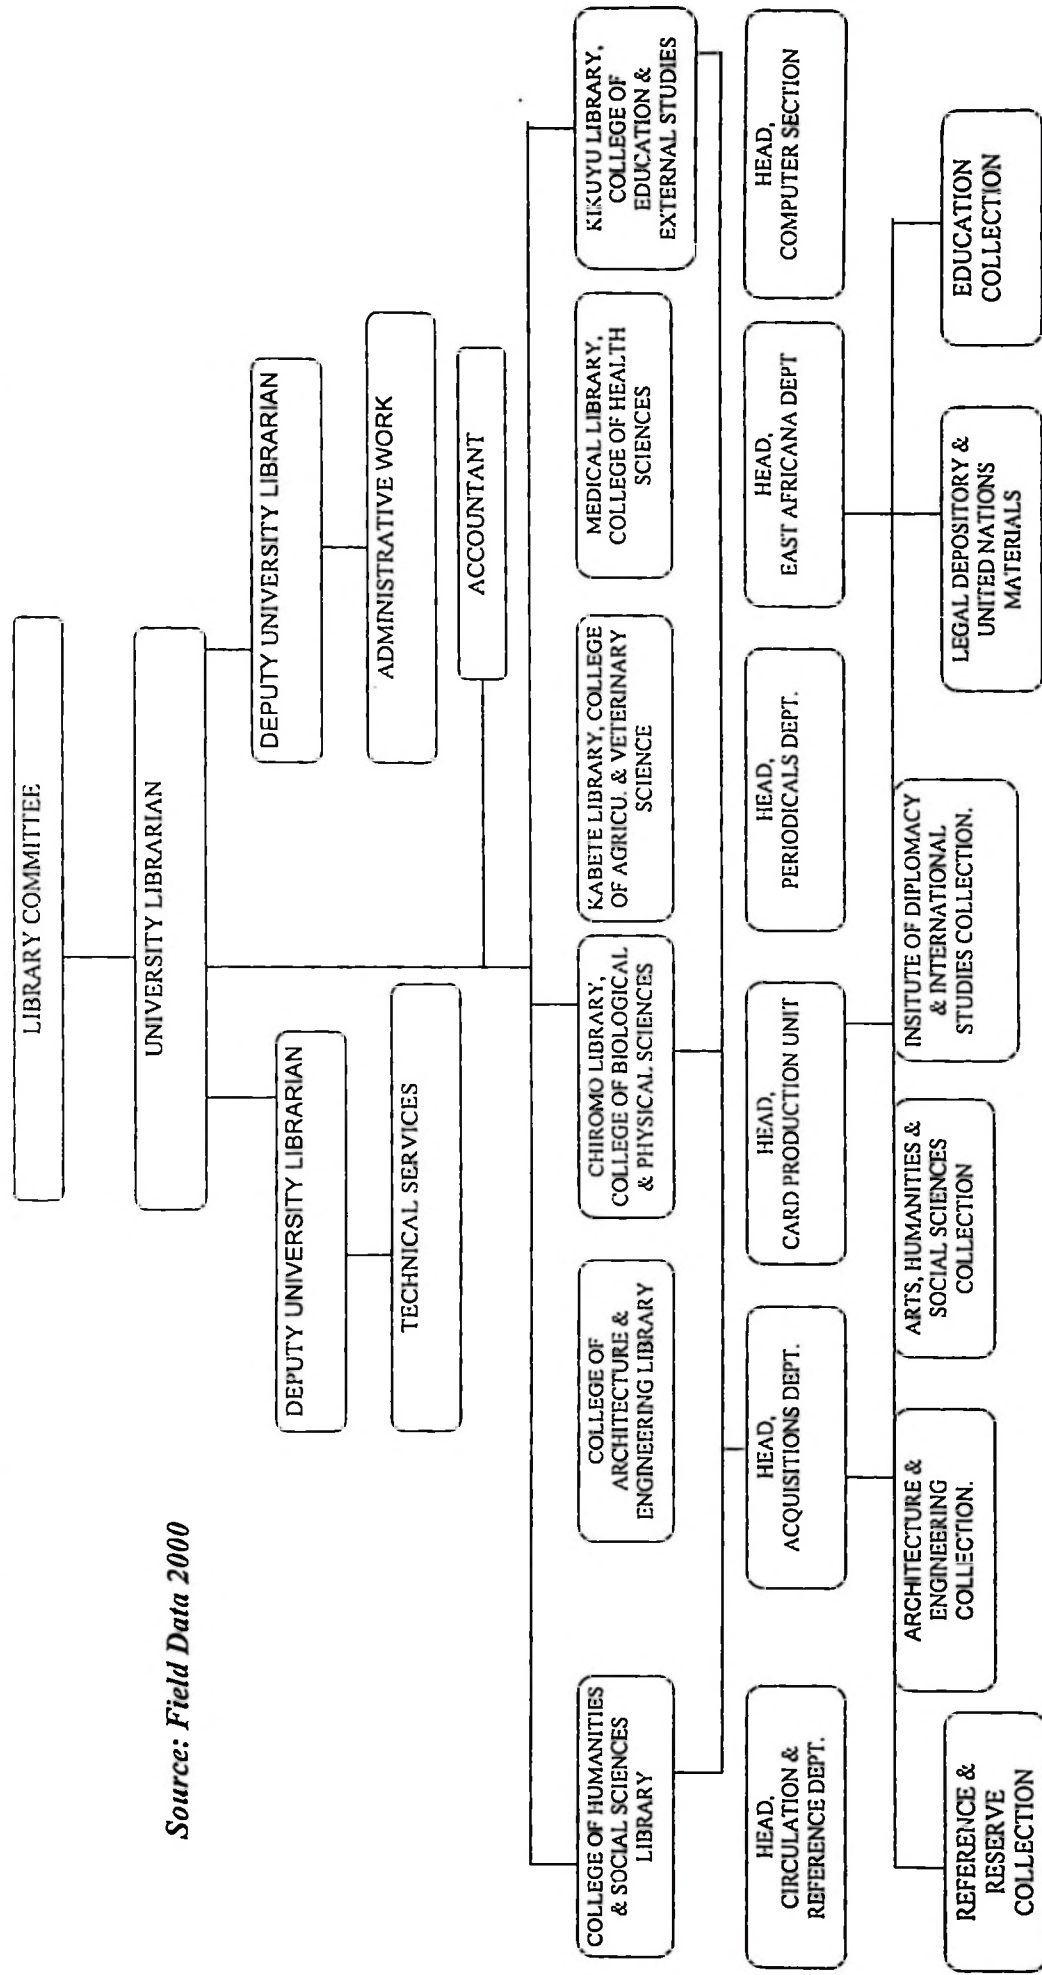 LIBRARY COMMITTEE
UNIVERSITY LIBRARIAN
DEPUTY UNIVERSITY LIBRARIAN
DEPUTY UNIVERSITY LIBRARIAN
TECHNICAL SERVICES
ADMINISTRATIVE WORK
ACCOUNTANT
Source: Field Data 2000
COLLEGE OF HUMANITIES
& SOCIAL SCIENCES
LIBRARY
COLLEGE OF
ARCHITECTURE &
ENGINEERING LIBRARY
CHIROMO LIBRARY,
COLLEGE OF BIOLOGICAL
& PHYSICAL SCIENCES
KABETE LIBRARY, COLLEGE
OF AGRICU. & VETERINARY
SCIENCE
MEDICAL LIBRARY,
COLLEGE OF HEALTH
SCIENCES
KIKUYU LIBRARY,
COLLEGE OF
EDUCATION &
EXTERNAL STUDIES
HEAD,
CIRCULATION &
REFERENCE DEPT.
HEAD,
ACQUISITIONS DEPT.
HEAD,
CARD PRODUCTION UNIT
HEAD,
PERIODICALS DEPT.
HEAD,
EAST AFRICANA DEPT
HEAD,
COMPUTER SECTION
REFERENCE &
RESERVE
COLLECTION
ARCHITECTURE &
ENGINEERING
COLLECTION.
ARTS, HUMANITIES &
SOCIAL SCIENCES
COLLECTION
INSITUTE OF DIPLOMACY
& INTERNATIONAL
STUDIES COLLECTION.
LEGAL DEPOSITORY &
UNITED NATIONS
MATERIALS
EDUCATION
COLLECTION